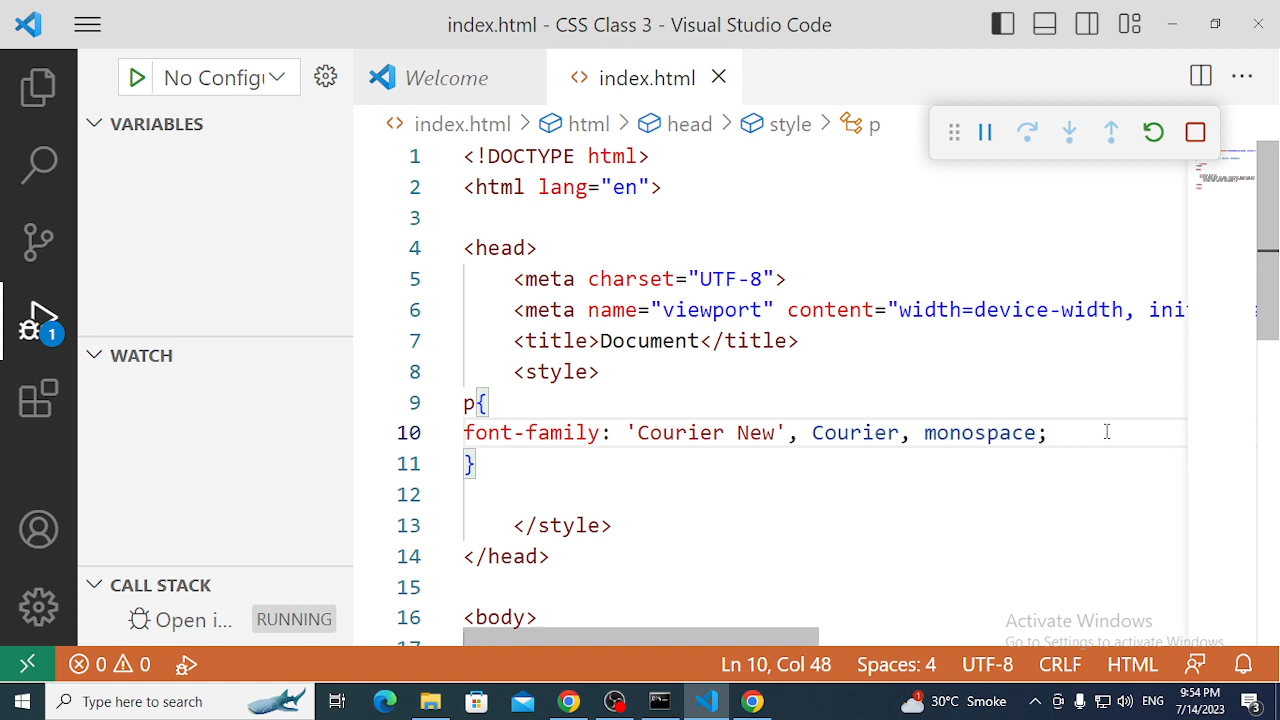 index.html - CSS Class 3 - Visual Studio Code
No Config
Welcome
index.html
VARIABLES
index.html > html > head > style > p
1 <!DOCTYPE html>
2 <html lang="en">
3
4 <head>
5 <meta charset="UTF-8">
6 <meta name="viewport" content="width=device-width, ini
7 <title>Document</title>
8 <style>
9 p{
10 font-family: 'Courier New', Courier, monospace;
11 }
12
13 </style>
14 </head>
15
16 <body>
1
WATCH
CALL STACK
Open i... RUNNING
Activate Windows
Go to Settings to activate Windows.
0 0 Ln 10, Col 48 Spaces: 4 UTF-8 CRLF HTML
Type here to search
1
30°C Smoke
ENG
9:54 PM
7/14/2023
3